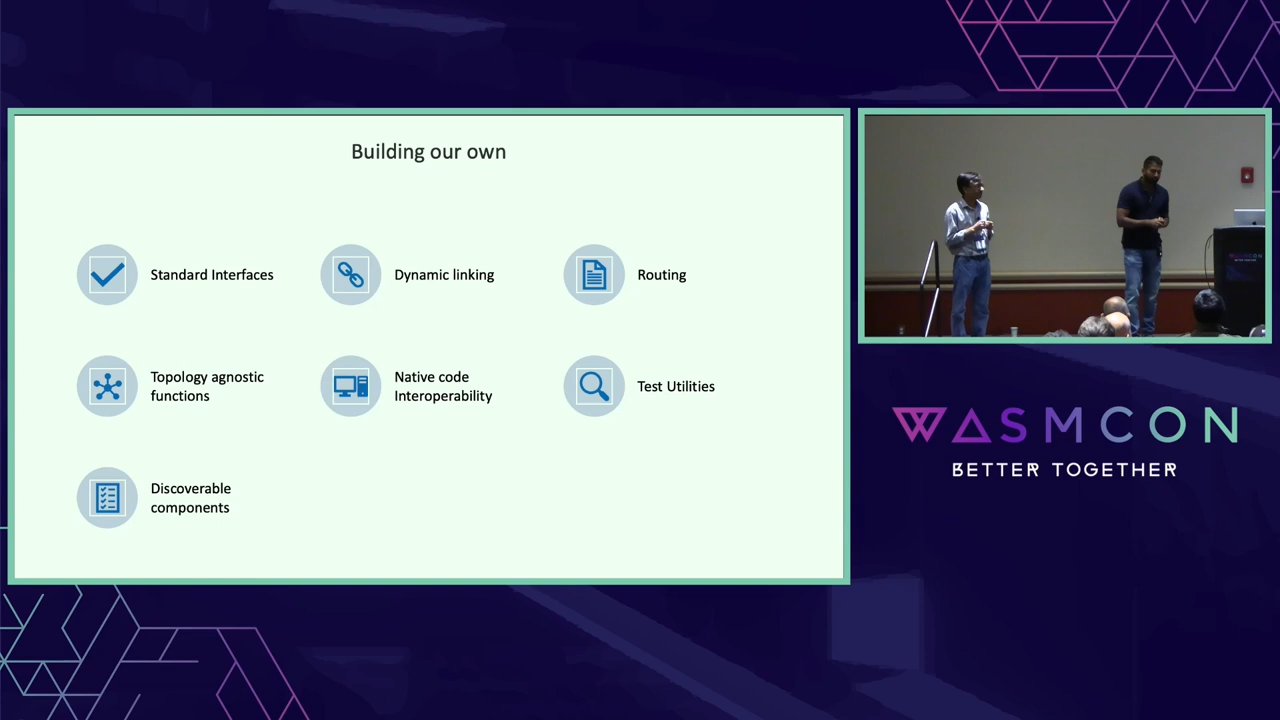 Building our own
Standard Interfaces
Dynamic linking
Routing
Topology agnostic
functions
Native code
Interoperability
Test Utilities
Discoverable
components
WASMCON
BETTER TOGETHER
WASMCON